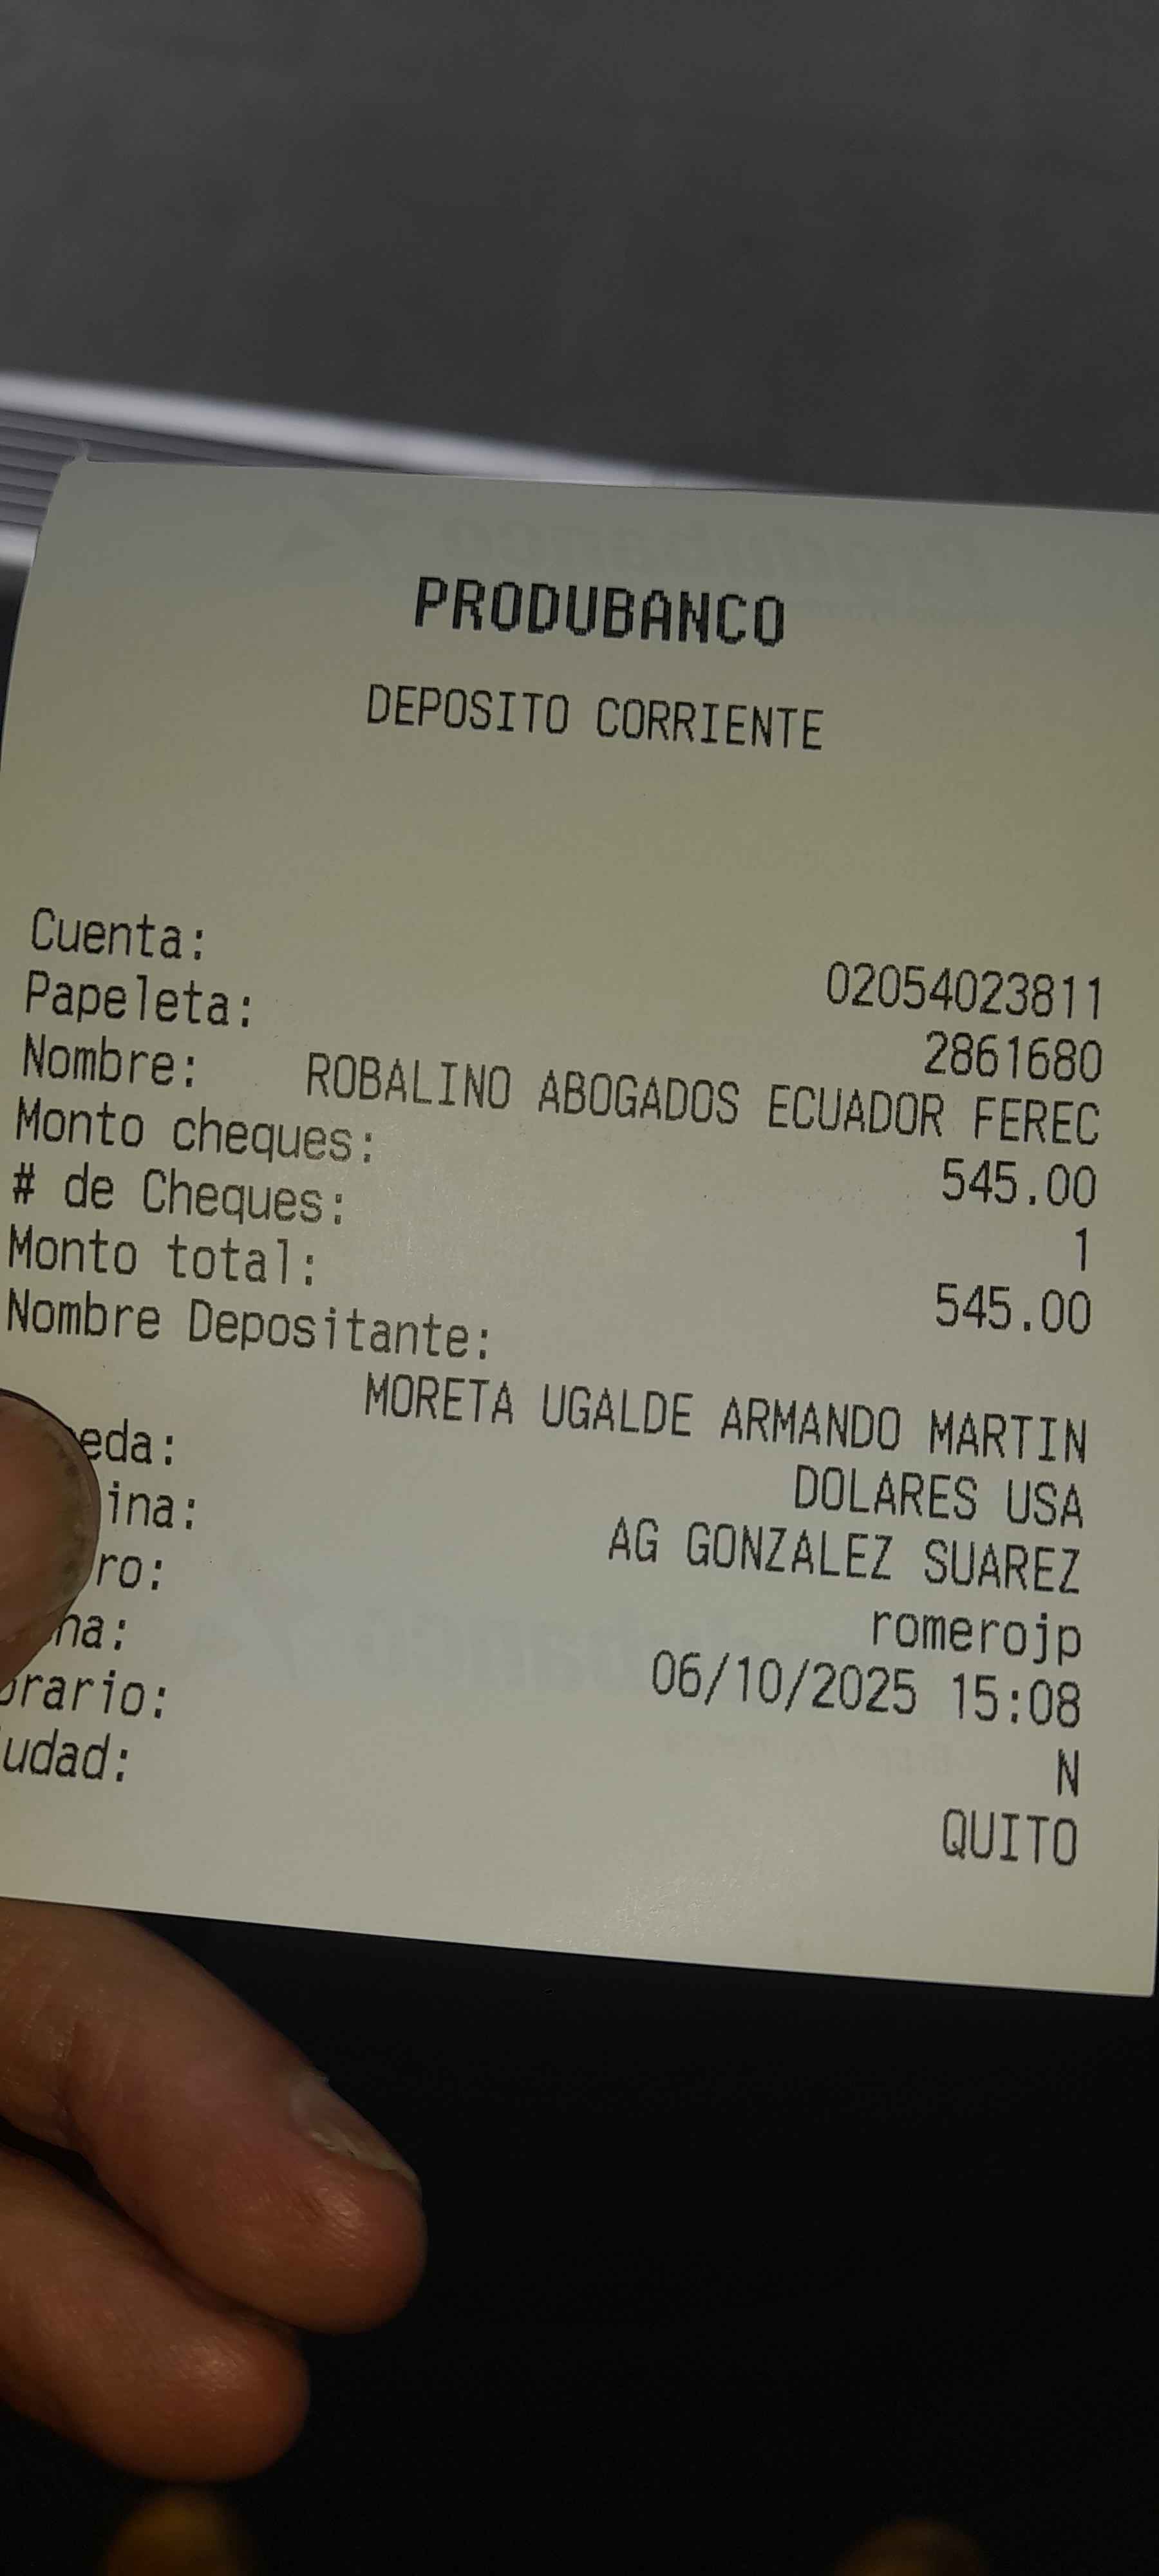 PRODUBANCO
DEPOSITO CORRIENTE
Cuenta: 02054023811
Papeleta: 2861680
Nombre: ROBALINO ABOGADOS ECUADOR FEREC
Monto cheques: 545.00
# de Cheques: 1
Monto total: 545.00
Nombre Depositante:
MORETA UGALDE ARMANDO MARTIN
eda: DOLARES USA
ina: AG GONZALEZ SUAREZ
ro: romerojp
ha: 06/10/2025 15:08
orario: N
udad: QUITO